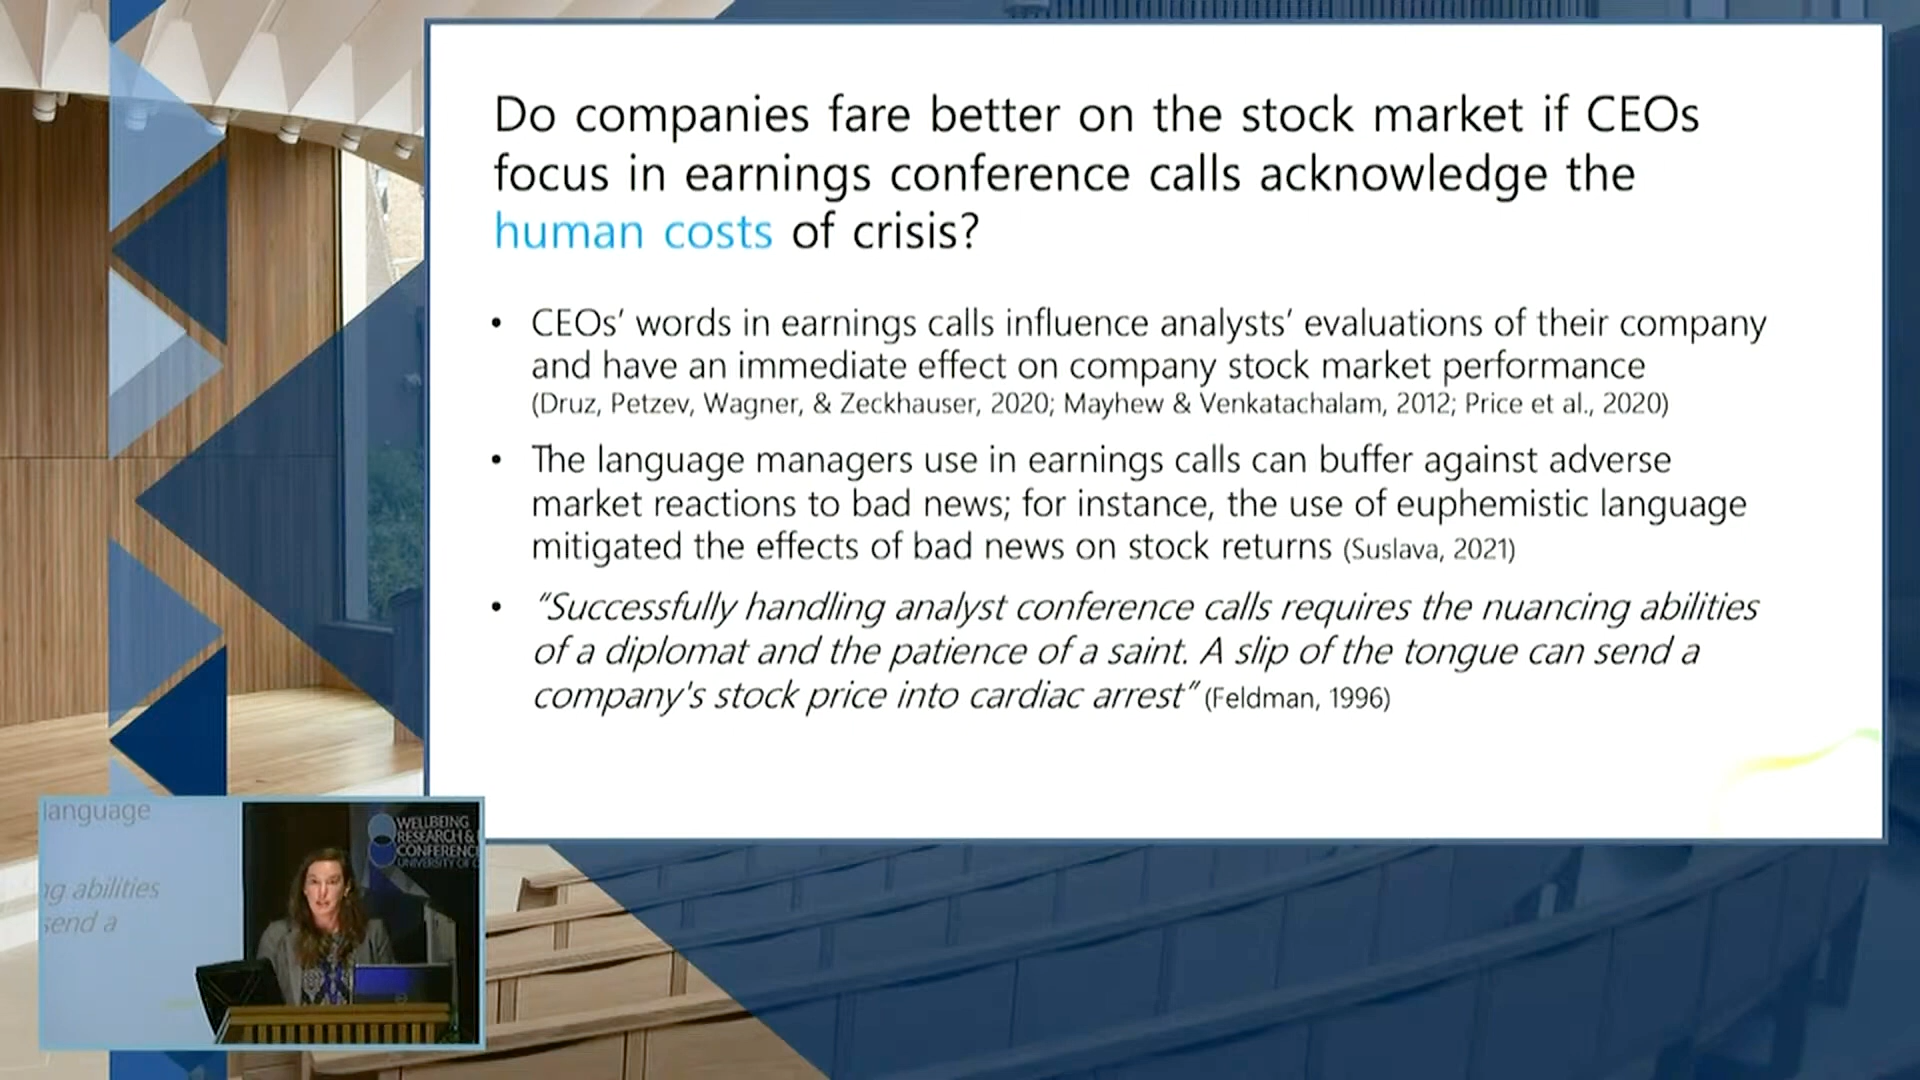 Do companies fare better on the stock market if CEOs
focus in earnings conference calls acknowledge the
human costs of crisis?
• CEOs’ words in earnings calls influence analysts’ evaluations of their company
and have an immediate effect on company stock market performance
(Druz, Petzev, Wagner, & Zeckhauser, 2020; Mayhew & Venkatachalam, 2012; Price et al., 2020)
• The language managers use in earnings calls can buffer against adverse
market reactions to bad news; for instance, the use of euphemistic language
mitigated the effects of bad news on stock returns (Suslava, 2021)
• “Successfully handling analyst conference calls requires the nuancing abilities
of a diplomat and the patience of a saint. A slip of the tongue can send a
company's stock price into cardiac arrest” (Feldman, 1996)
language
ng abilities
send a
WELLBEING
RESEARCH &
CONFERENC
UNIVERSITY OF